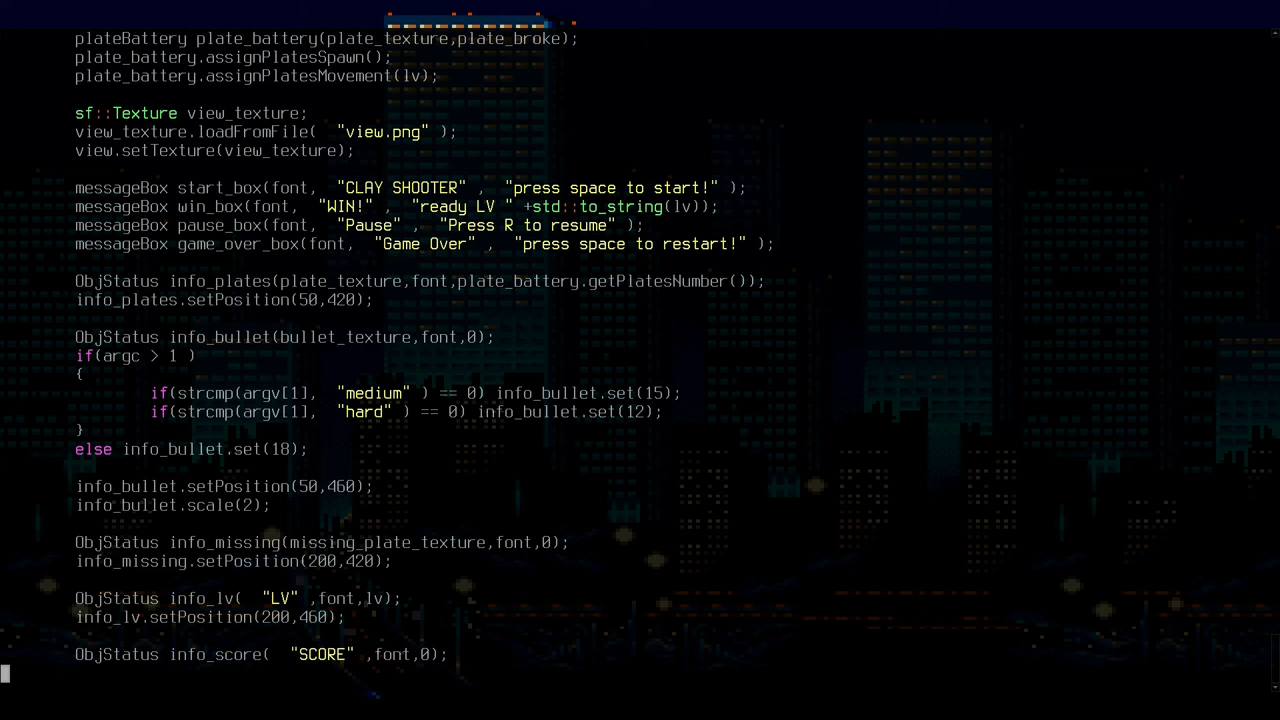 plateBattery plate_battery(plate_texture,plate_broke);
plate_battery.assignPlatesSpawn();
plate_battery.assignPlatesMovement(lv);
sf::Texture view_texture;
view_texture.loadFromFile(  "view.png" );
view.setTexture(view_texture);
messageBox start_box(font,  "CLAY SHOOTER" ,  "press space to start!" );
messageBox win_box(font,  "WIN!" ,  "ready LV " +std::to_string(lv));
messageBox pause_box(font,  "Pause" ,  "Press R to resume" );
messageBox game_over_box(font,  "Game Over" ,  "press space to restart!" );
ObjStatus info_plates(plate_texture,font,plate_battery.getPlatesNumber());
info_plates.setPosition(50,420);
ObjStatus info_bullet(bullet_texture,font,0);
if(argc > 1 )
{
if(strcmp(argv[1],  "medium" ) == 0) info_bullet.set(15);
if(strcmp(argv[1],  "hard" ) == 0) info_bullet.set(12);
}
else info_bullet.set(18);
info_bullet.setPosition(50,460);
info_bullet.scale(2);
ObjStatus info_missing(missing_plate_texture,font,0);
info_missing.setPosition(200,420);
ObjStatus info_lv(  "LV" ,font,lv);
info_lv.setPosition(200,460);
ObjStatus info_score(  "SCORE" ,font,0);